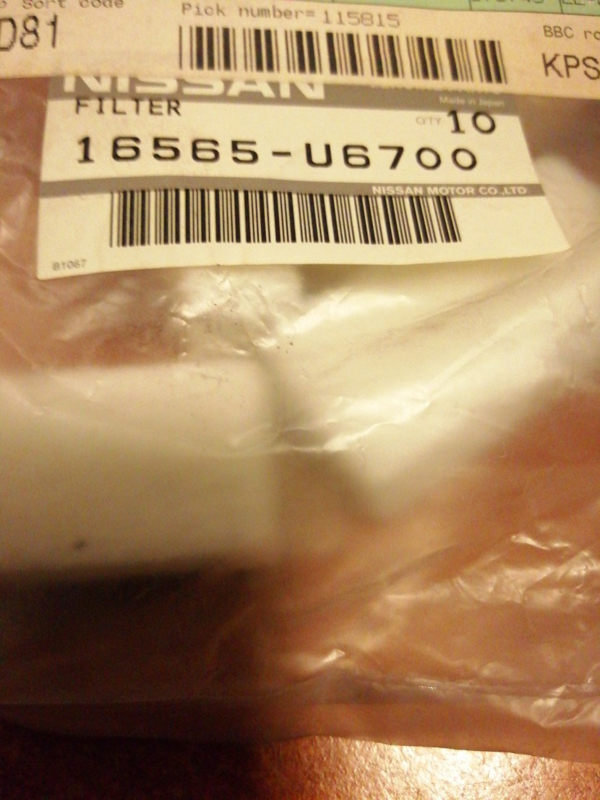 Sort code
D81
Pick number= 115815
BBC
KPS
NISSAN
Made in Japan
FILTER
QTY 10
16565-U6700
NISSAN MOTOR CO.,LTD
B1067